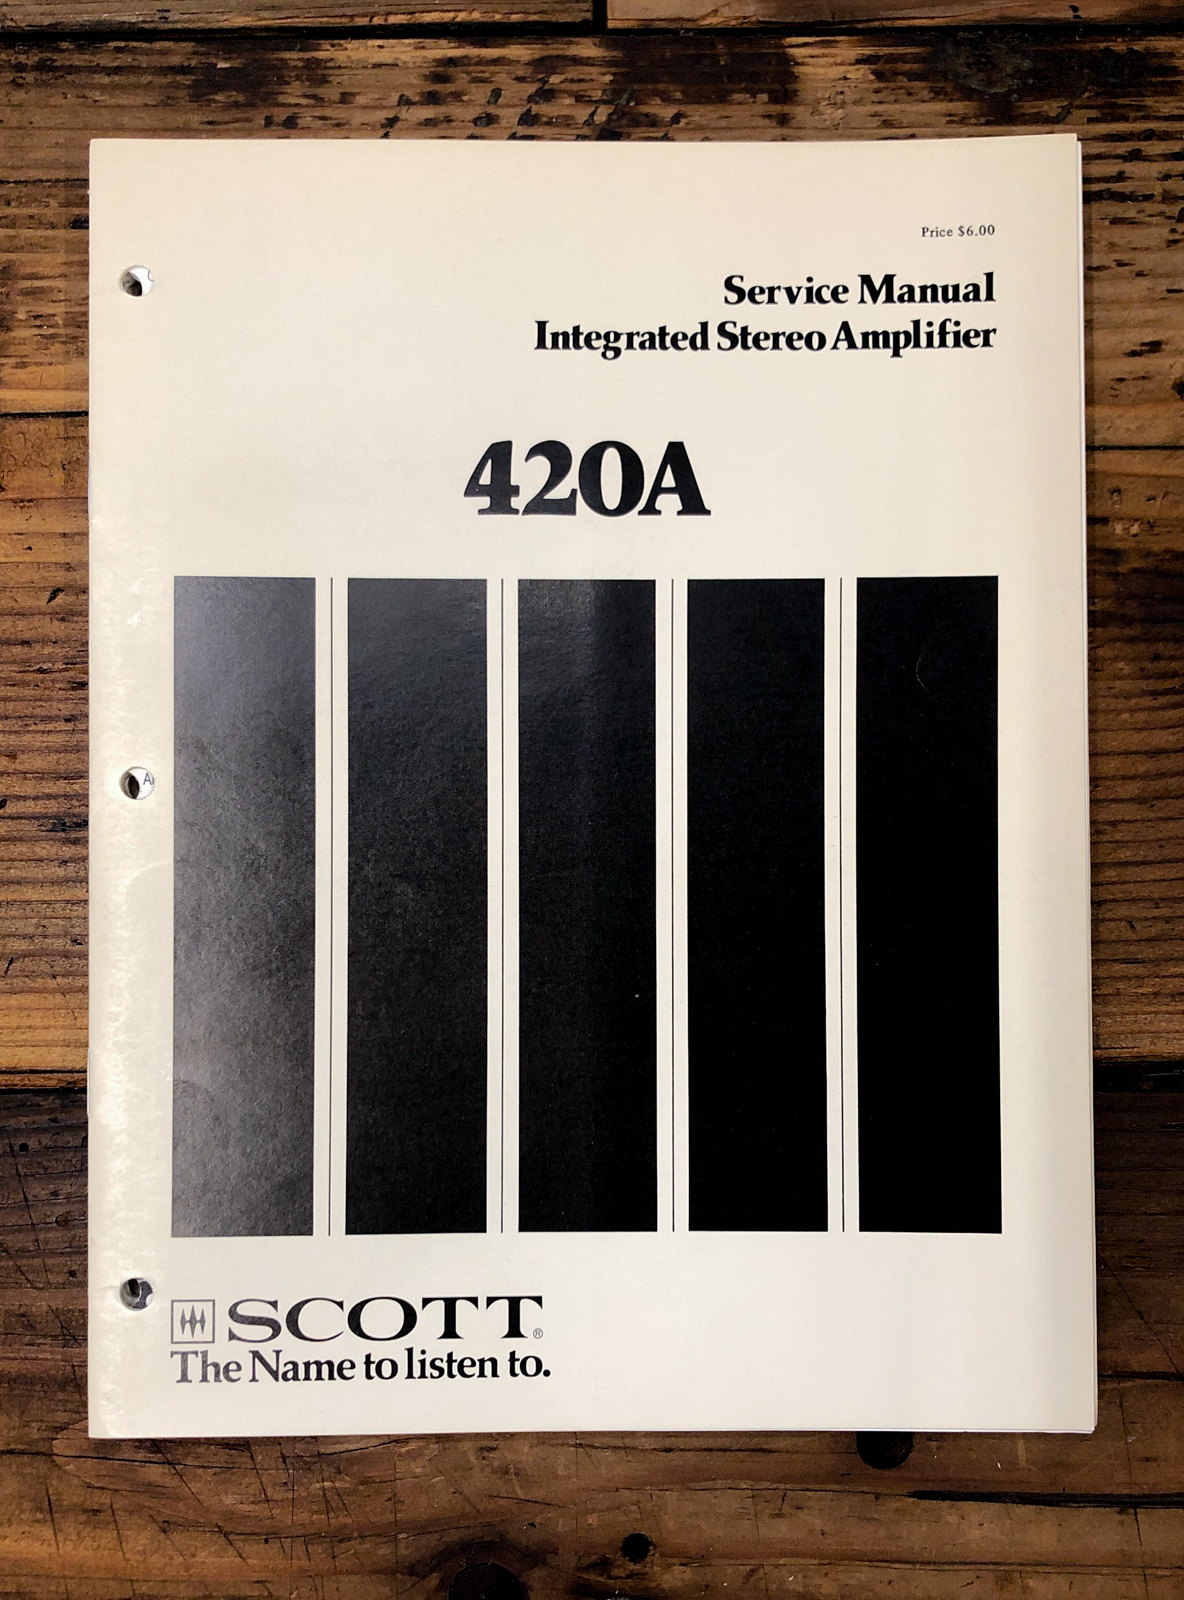 Price $6.00
Service Manual
Integrated Stereo Amplifier
420A
SCOTT®
The Name to listen to.